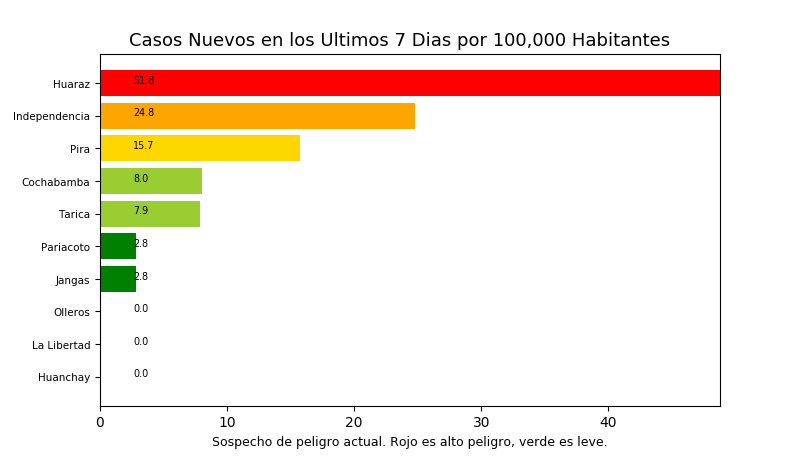 Casos Nuevos en los Ultimos 7 Dias por 100,000 Habitantes
Huaraz 51.8
Independencia 24.8
Pira 15.7
Cochabamba 8.0
Tarica 7.9
Pariacoto 2.8
Jangas 2.8
Olleros 0.0
La Libertad 0.0
Huanchay 0.0
0 10 20 30 40
Sospecho de peligro actual. Rojo es alto peligro, verde es leve.